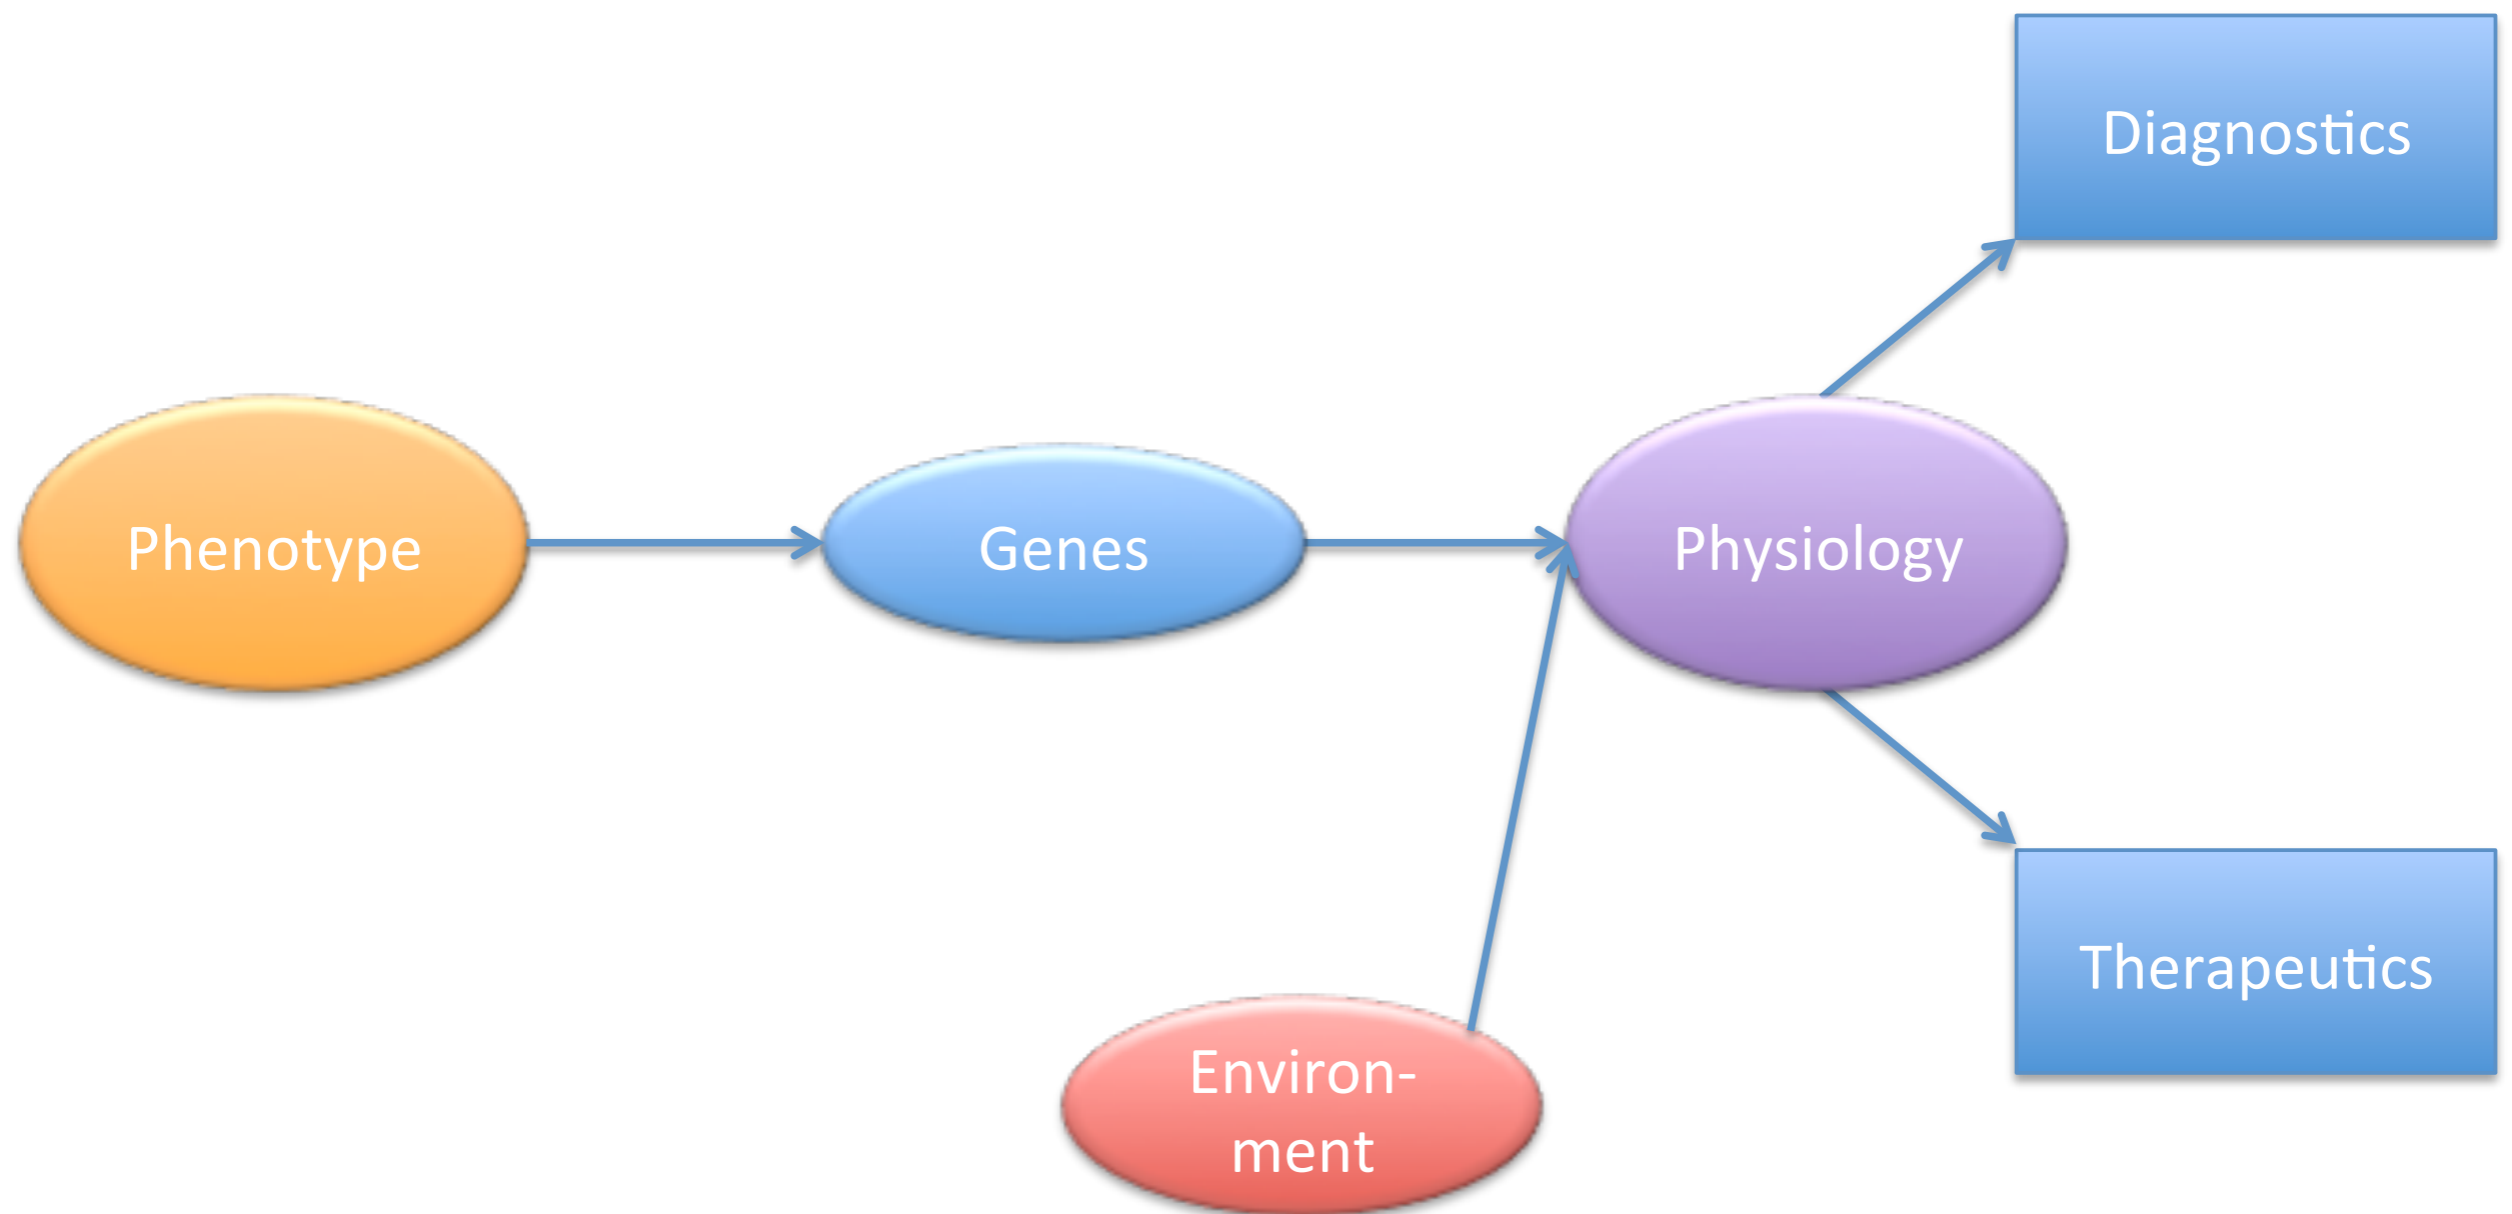 Diagnostics
Phenotype
Genes
Physiology
Therapeutics
Environ-
ment